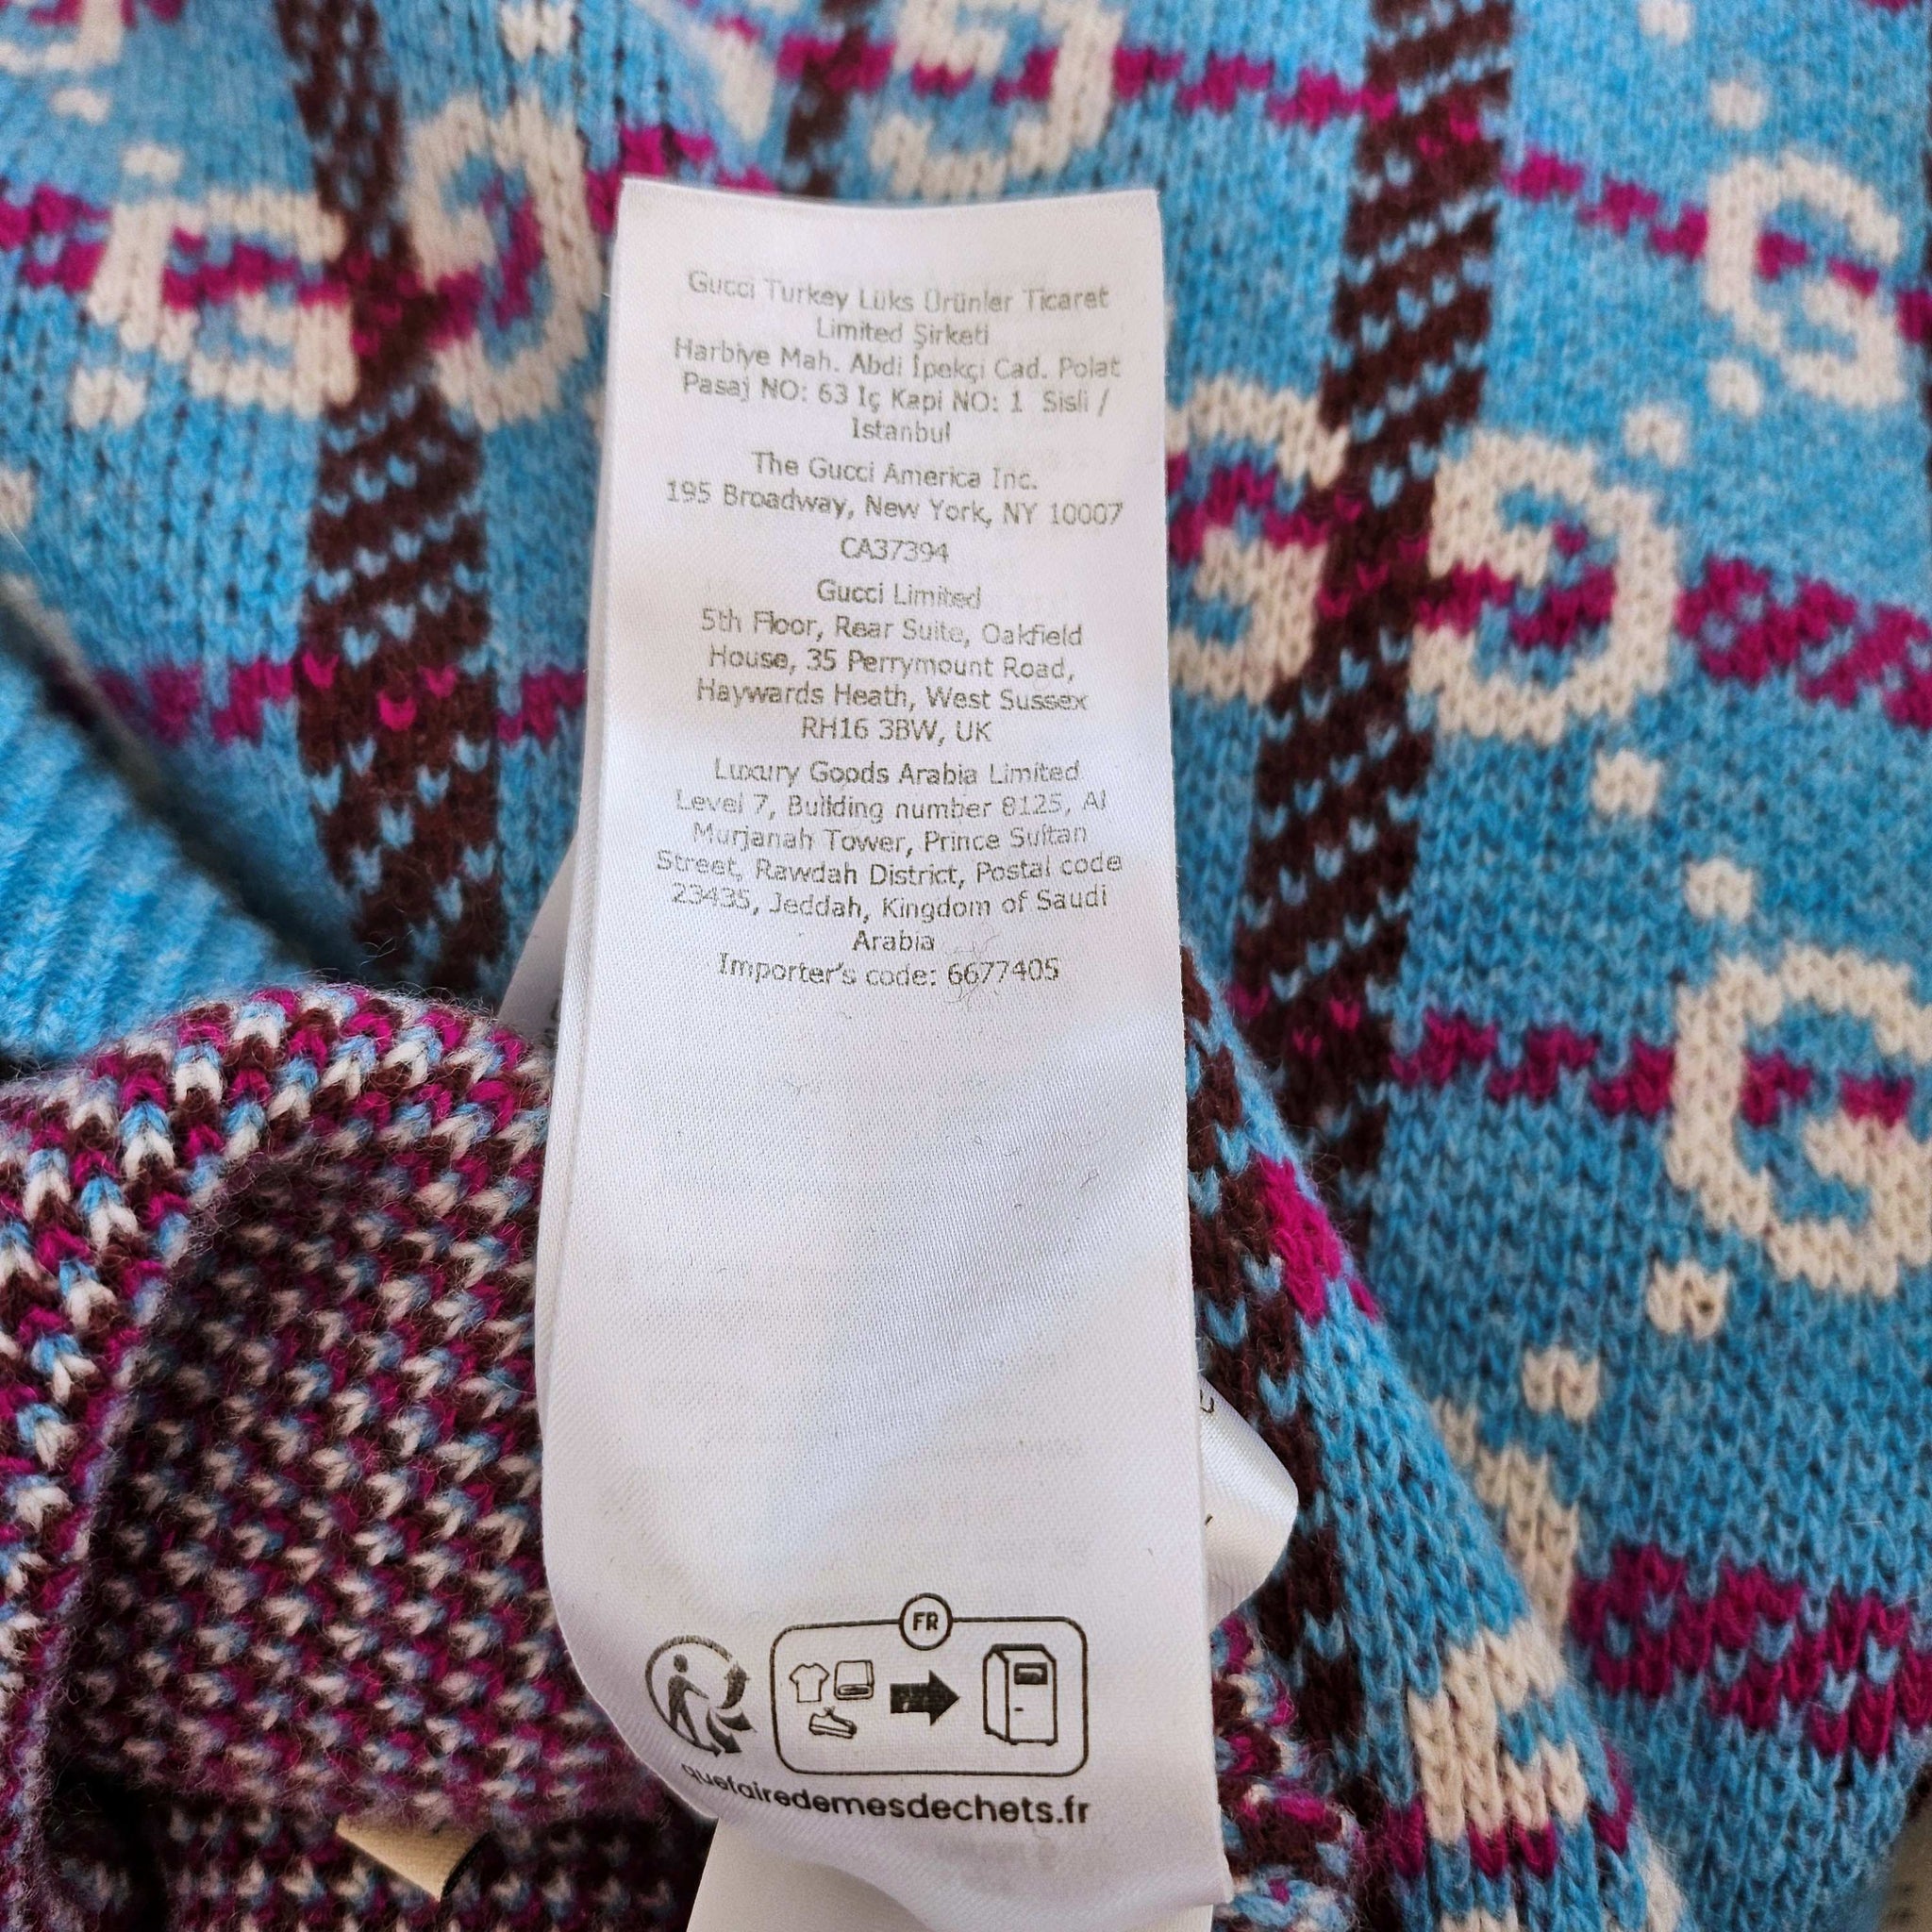 Gucci Turkey Lüks Ürünler Ticaret
Limited Şirketi
Harbiye Mah. Abdi İpekçi Cad. Polat
Pasaj NO: 63 İç Kapi NO: 1 Sisli /
İstanbul
The Gucci America Inc.
195 Broadway, New York, NY 10007
CA37394
Gucci Limited
5th Floor, Rear Suite, Oakfield
House, 35 Perrymount Road,
Haywards Heath, West Sussex
RH16 3BW, UK
Luxury Goods Arabia Limited
Level 7, Building number 8125, Al
Murjanah Tower, Prince Sultan
Street, Rawdah District, Postal code
23435, Jeddah, Kingdom of Saudi
Arabia
Importer's code: 6677405
FR
quefairedemesdechets.fr